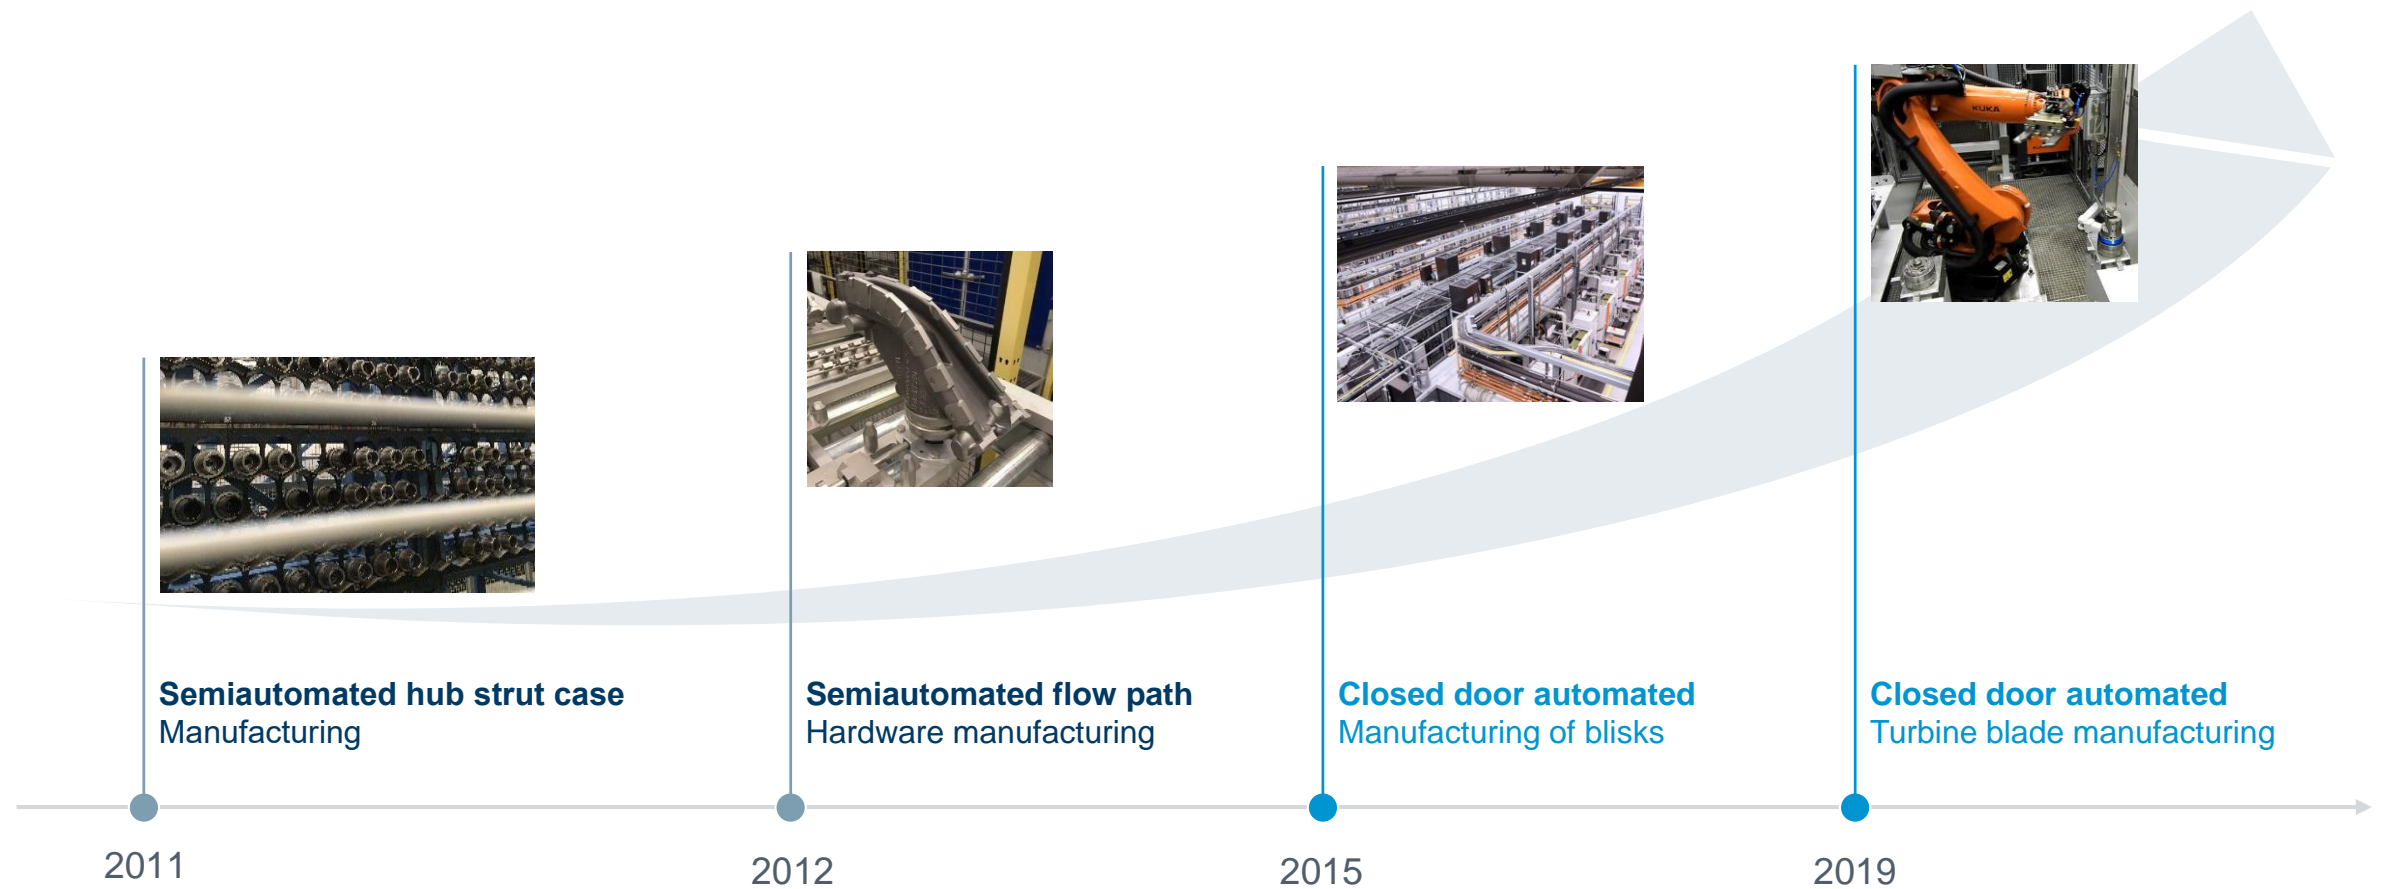 KUKA
Semiautomated hub strut case
Manufacturing
Semiautomated flow path
Hardware manufacturing
Closed door automated
Manufacturing of blisks
Closed door automated
Turbine blade manufacturing
2011
2012
2015
2019